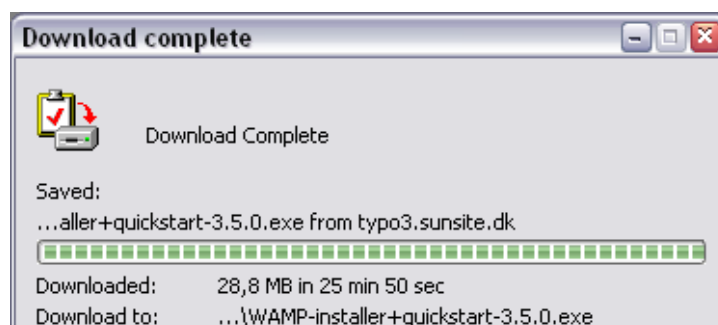 Download complete
Download Complete
Saved:
...aller+quickstart-3.5.0.exe from typo3.sunsite.dk
Downloaded: 28,8 MB in 25 min 50 sec
Download to: ...\WAMP-installer+quickstart-3.5.0.exe